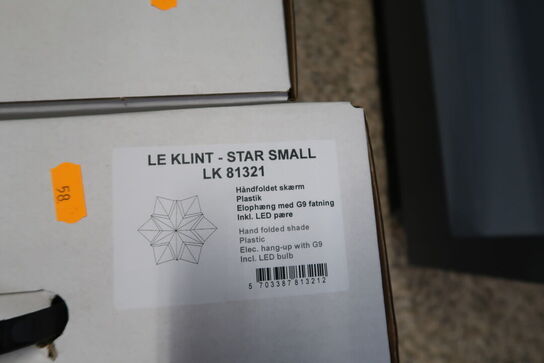 LE KLINT - STAR SMALL
LK 81321
Håndfoldet skærm
Plastik
Elophæng med G9 fatning
Inkl. LED pære
Hand folded shade
Plastic
Elec. hang-up with G9
Incl. LED bulb
5 703387 813212
58